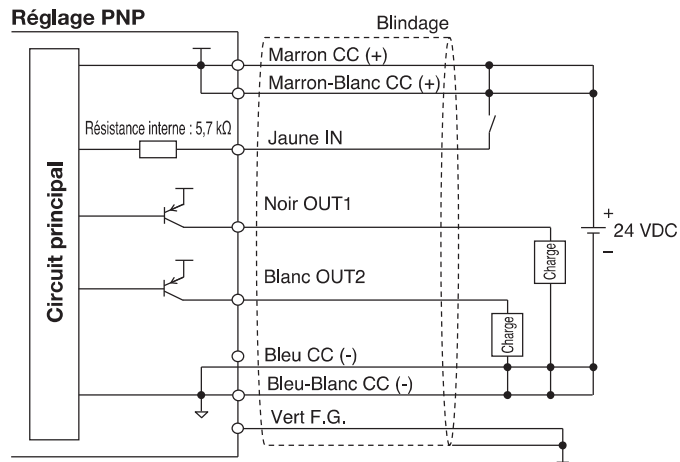 Réglage PNP
Blindage
Marron CC (+)
Marron-Blanc CC (+)
Résistance interne : 5,7 kΩ
Jaune IN
Noir OUT1
+
24 VDC
–
Charge
Blanc OUT2
Charge
Circuit principal
Bleu CC (-)
Bleu-Blanc CC (-)
Vert F.G.